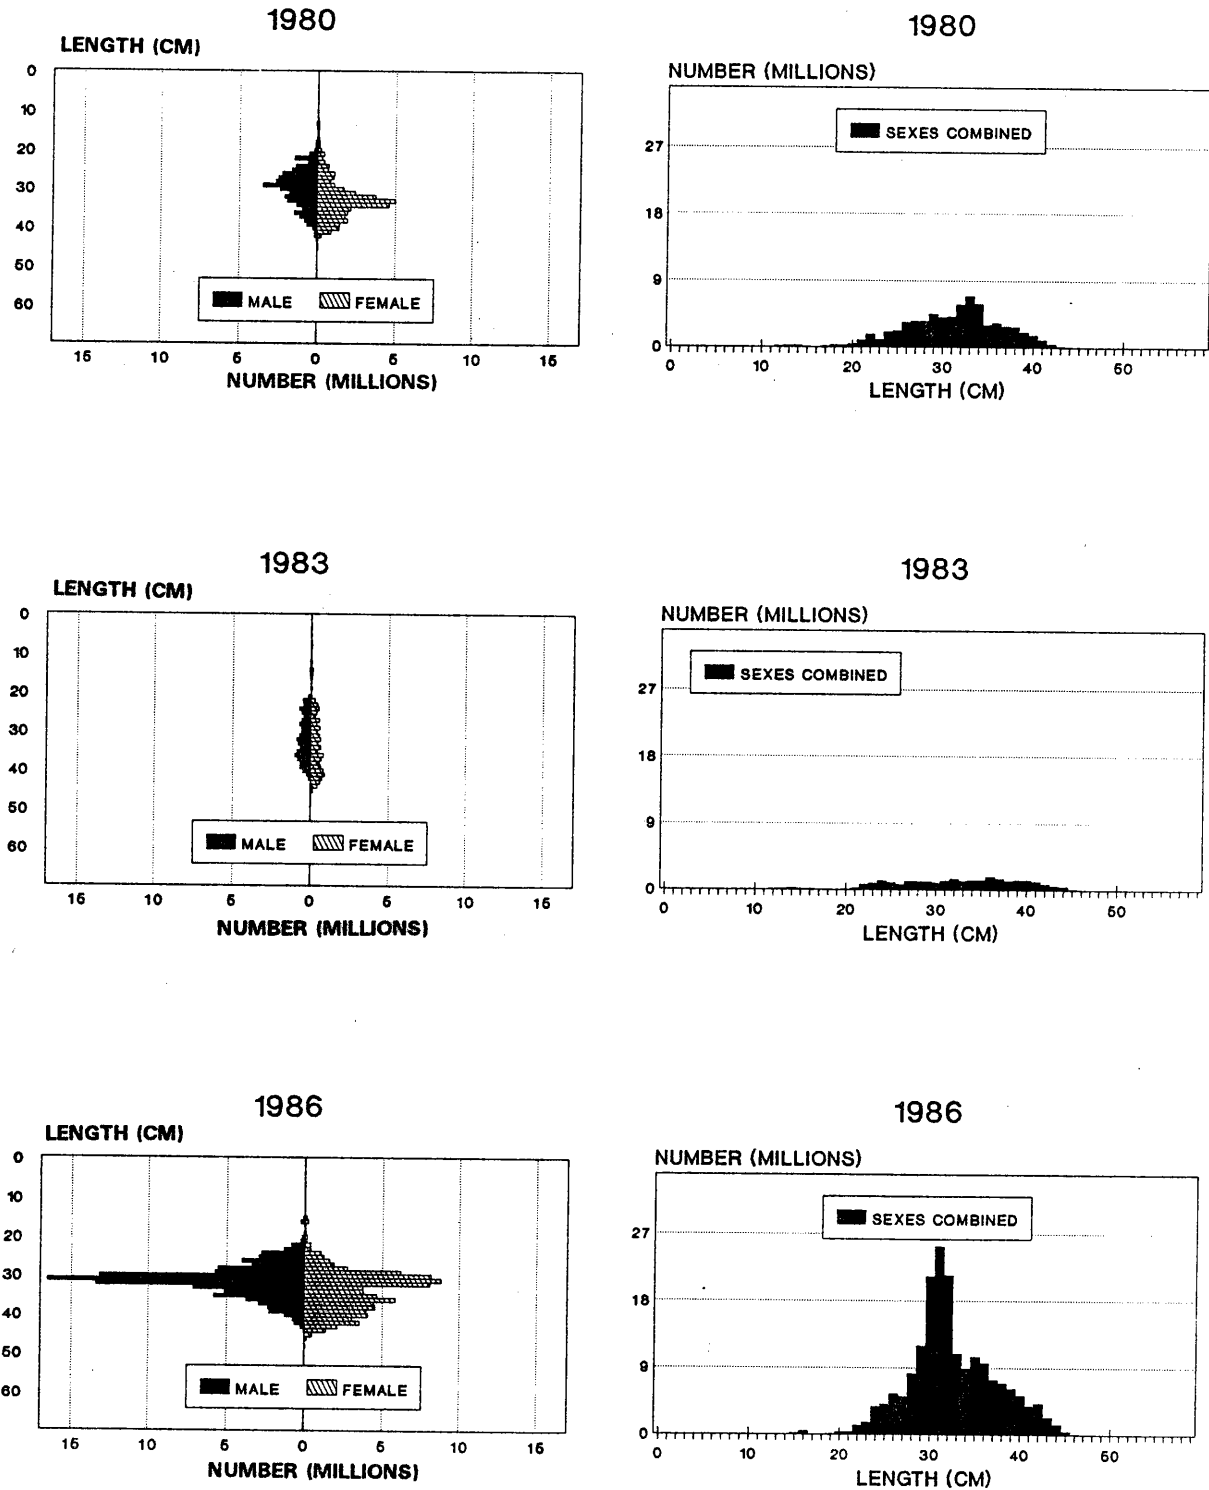 1980
LENGTH (CM)
0
10
20
30
40
50
60
MALE FEMALE
15 10 5 0 5 10 15
NUMBER (MILLIONS)
1980
NUMBER (MILLIONS)
SEXES COMBINED
27
18
9
0
0 10 20 30 40 50
LENGTH (CM)
1983
LENGTH (CM)
0
10
20
30
40
50
60
MALE FEMALE
15 10 5 0 5 10 15
NUMBER (MILLIONS)
1983
NUMBER (MILLIONS)
SEXES COMBINED
27
18
9
0
0 10 20 30 40 50
LENGTH (CM)
1986
LENGTH (CM)
0
10
20
30
40
50
60
MALE FEMALE
15 10 5 0 5 10 15
NUMBER (MILLIONS)
1986
NUMBER (MILLIONS)
SEXES COMBINED
27
18
9
0
0 10 20 30 40 50
LENGTH (CM)